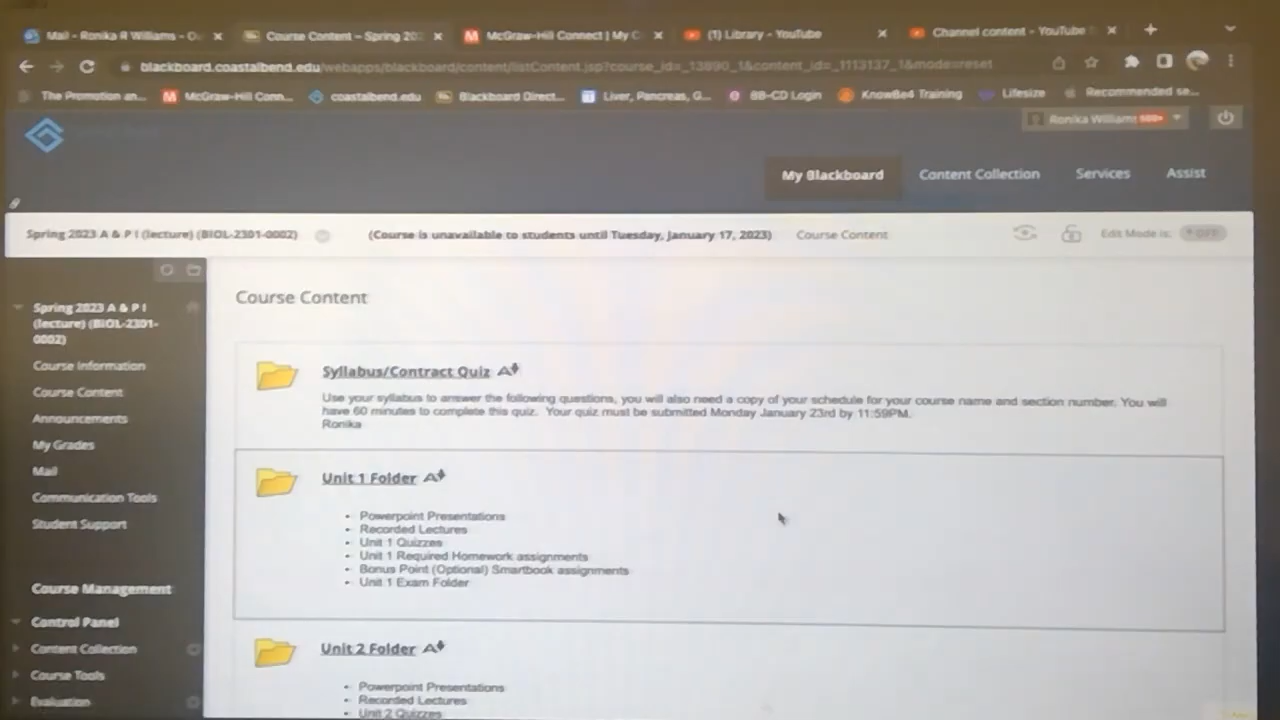 Mail - Ronika R Williams - O
Course Content – Spring 202
McGraw-Hill Connect | My C
(1) Library - YouTube
Channel content - YouTube
blackboard.coastalbend.edu/webapps/blackboard/content/listContent.jsp?course_id=_13890_1&content_id=_1113137_1&mode=reset
The Promotion an...
McGraw-Hill Conn...
coastalbend.edu
Blackboard Direct...
Liver, Pancreas, G...
BB-CD Login
KnowBe4 Training
Lifesize
Recommended se...
Ronika Williams
My Blackboard
Content Collection
Services
Assist
Spring 2023 A & P I (lecture) (BIOL-2301-0002)
(Course is unavailable to students until Tuesday, January 17, 2023)
Course Content
Edit Mode is: OFF
Spring 2023 A & P I
(lecture) (BIOL-2301-
0002)
Course Information
Course Content
Announcements
My Grades
Mail
Communication Tools
Student Support
Course Management
Control Panel
Content Collection
Course Tools
Evaluation
Course Content
Syllabus/Contract Quiz
Use your syllabus to answer the following questions, you will also need a copy of your schedule for your course name and section number. You will
have 60 minutes to complete this quiz. Your quiz must be submitted Monday January 23rd by 11:59PM.
Ronika
Unit 1 Folder
• Powerpoint Presentations
• Recorded Lectures
• Unit 1 Quizzes
• Unit 1 Required Homework assignments
• Bonus Point (Optional) Smartbook assignments
• Unit 1 Exam Folder
Unit 2 Folder
• Powerpoint Presentations
• Recorded Lectures
• Unit 2 Quizzes